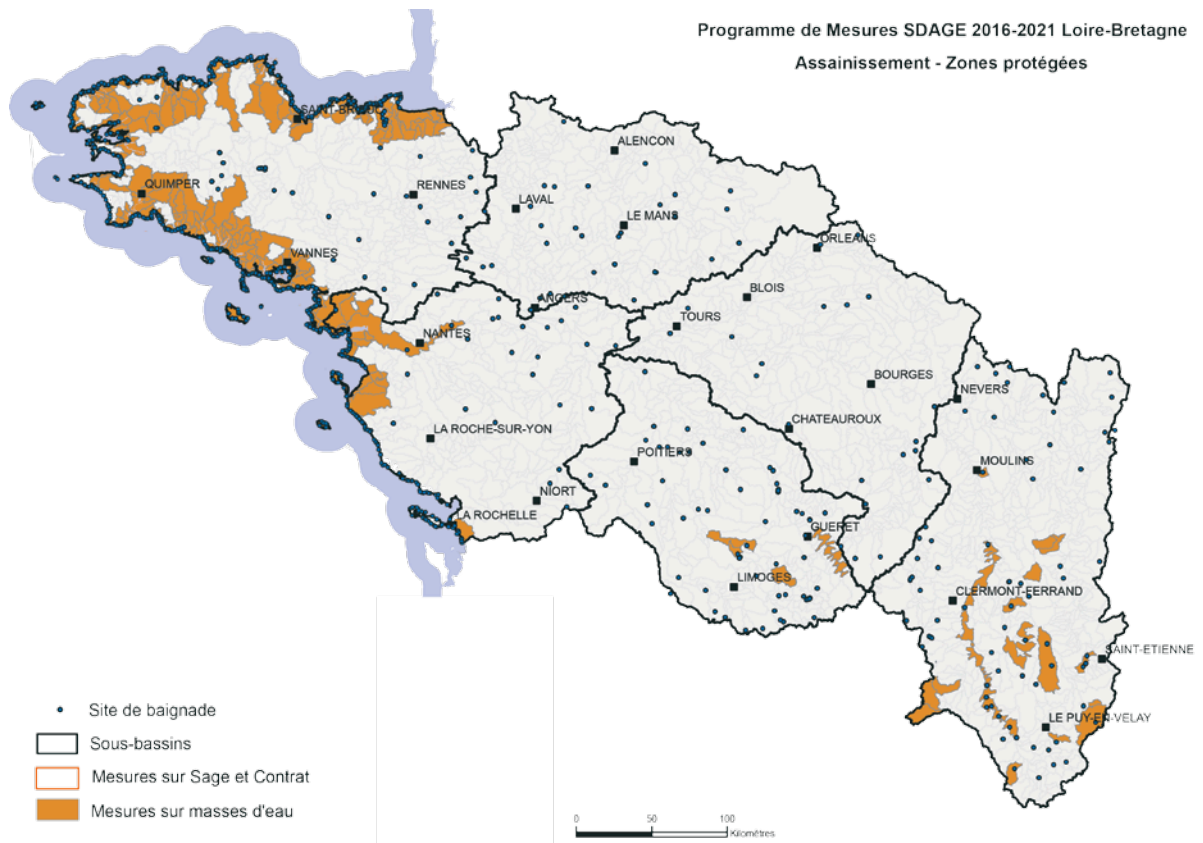 Programme de Mesures SDAGE 2016-2021 Loire-Bretagne
Assainissement - Zones protégées
SAINT-BRIEUC
ALENCON
QUIMPER
RENNES
LAVAL
LE MANS
ORLEANS
VANNES
BLOIS
ANGERS
TOURS
NANTES
BOURGES
NEVERS
CHATEAUROUX
LA ROCHE-SUR-YON
POITIERS
MOULINS
NIORT
LA ROCHELLE
GUERET
LIMOGES
CLERMONT-FERRAND
SAINT-ETIENNE
LE PUY-EN-VELAY
Site de baignade
Sous-bassins
Mesures sur Sage et Contrat
Mesures sur masses d'eau
0 50 100
Kilomètres